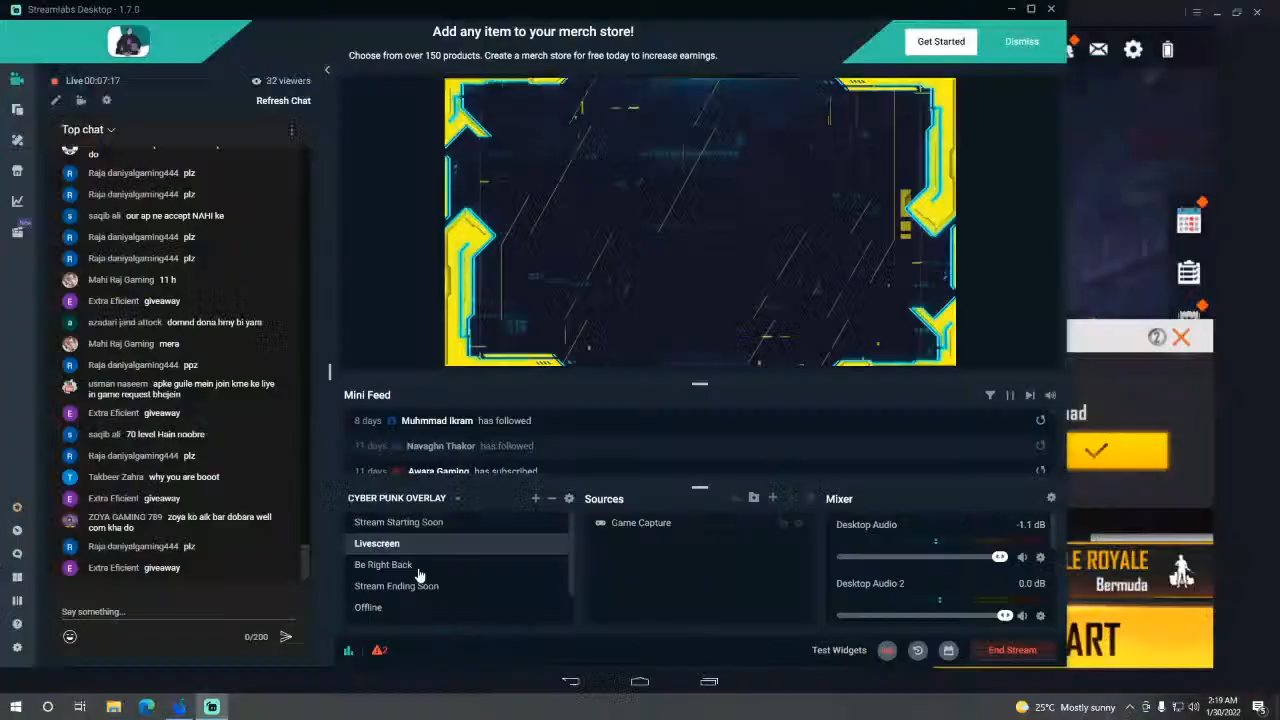 Streamlabs Desktop - 1.7.0
Add any item to your merch store!
Choose from over 150 products. Create a merch store for free today to increase earnings.
Get Started
Dismiss
Live 00:07:17
32 viewers
Refresh Chat
Top chat
do
Raja daniyalgaming444 plz
Raja daniyalgaming444 plz
saqib ali our ap ne accept NAHI ke
Raja daniyalgaming444 plz
Raja daniyalgaming444 plz
Mahi Raj Gaming 11 h
Extra Eficient giveaway
azadari jand attock domnd dona hmy bi yam
Mahi Raj Gaming mera
Raja daniyalgaming444 ppz
usman naseem apke guile mein join kme ke liye
in game request bhejein
Extra Eficient giveaway
saqib ali 70 level Hain noobre
Raja daniyalgaming444 plz
Takbeer Zahra why you are booot
Extra Eficient giveaway
ZOYA GAMING 789 zoya ko aik bar dobara well
com kha do
Raja daniyalgaming444 plz
Extra Eficient giveaway
Say something...
0/200
Mini Feed
8 days Muhmmad Ikram has followed
11 days Navaghn Thakor has followed
11 days Awara Gaming has subscribed
CYBER PUNK OVERLAY
Stream Starting Soon
Livescreen
Be Right Back
Stream Ending Soon
Offline
Sources
Game Capture
Mixer
Desktop Audio
-1.1 dB
Desktop Audio 2
0.0 dB
2
Test Widgets
End Stream
ad
LE ROYALE
Bermuda
ART
25°C Mostly sunny
2:19 AM
1/30/2022